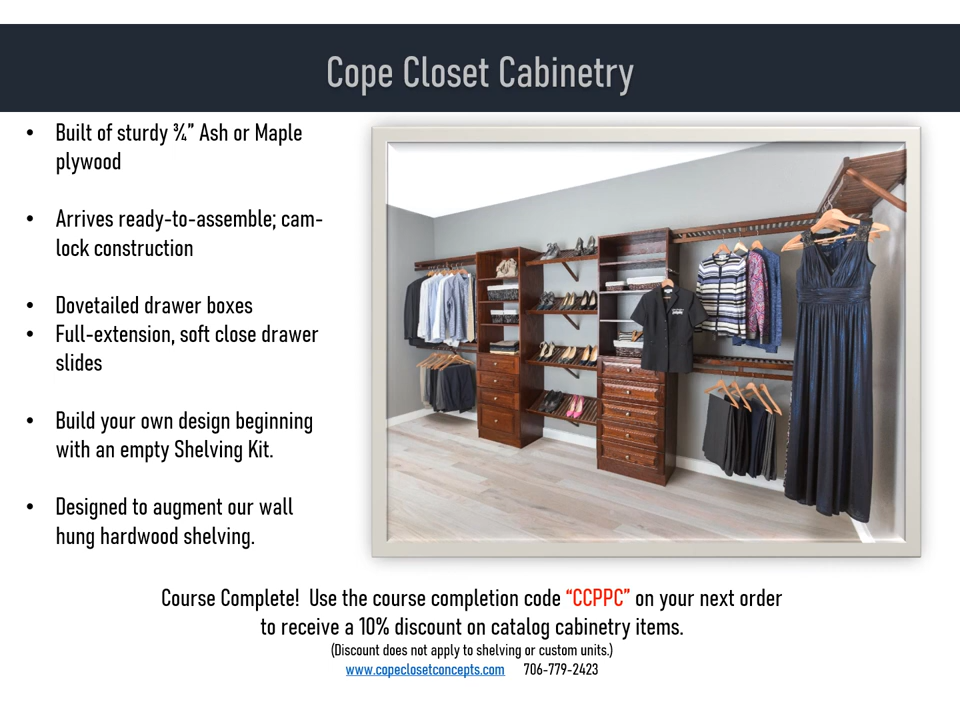 Cope Closet Cabinetry
• Built of sturdy ¾” Ash or Maple
plywood
• Arrives ready-to-assemble; cam-
lock construction
• Dovetailed drawer boxes
• Full-extension, soft close drawer
slides
• Build your own design beginning
with an empty Shelving Kit.
• Designed to augment our wall
hung hardwood shelving.
Course Complete!  Use the course completion code “CCPPC” on your next order
to receive a 10% discount on catalog cabinetry items.
(Discount does not apply to shelving or custom units.)
www.copeclosetconcepts.com 706-779-2423